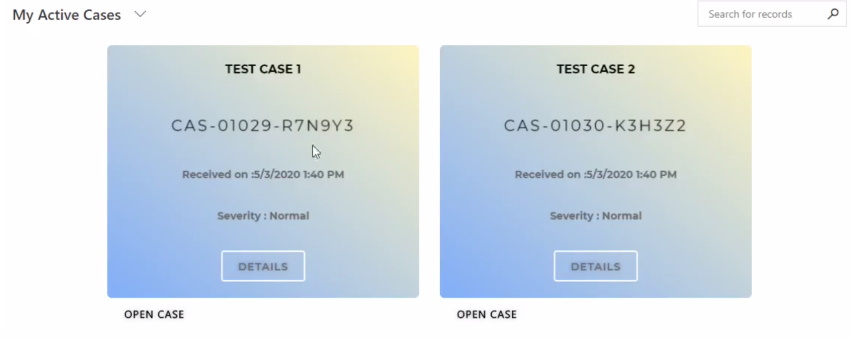 My Active Cases
Search for records
TEST CASE 1
CAS-01029-R7N9Y3
Received on :5/3/2020 1:40 PM
Severity : Normal
DETAILS
OPEN CASE
TEST CASE 2
CAS-01030-K3H3Z2
Received on :5/3/2020 1:40 PM
Severity : Normal
DETAILS
OPEN CASE